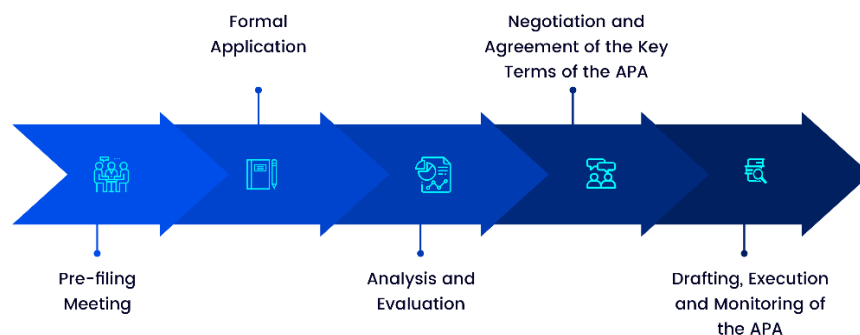 Pre-filing
Meeting
Formal
Application
Analysis and
Evaluation
Negotiation and
Agreement of the Key
Terms of the APA
Drafting, Execution
and Monitoring of
the APA